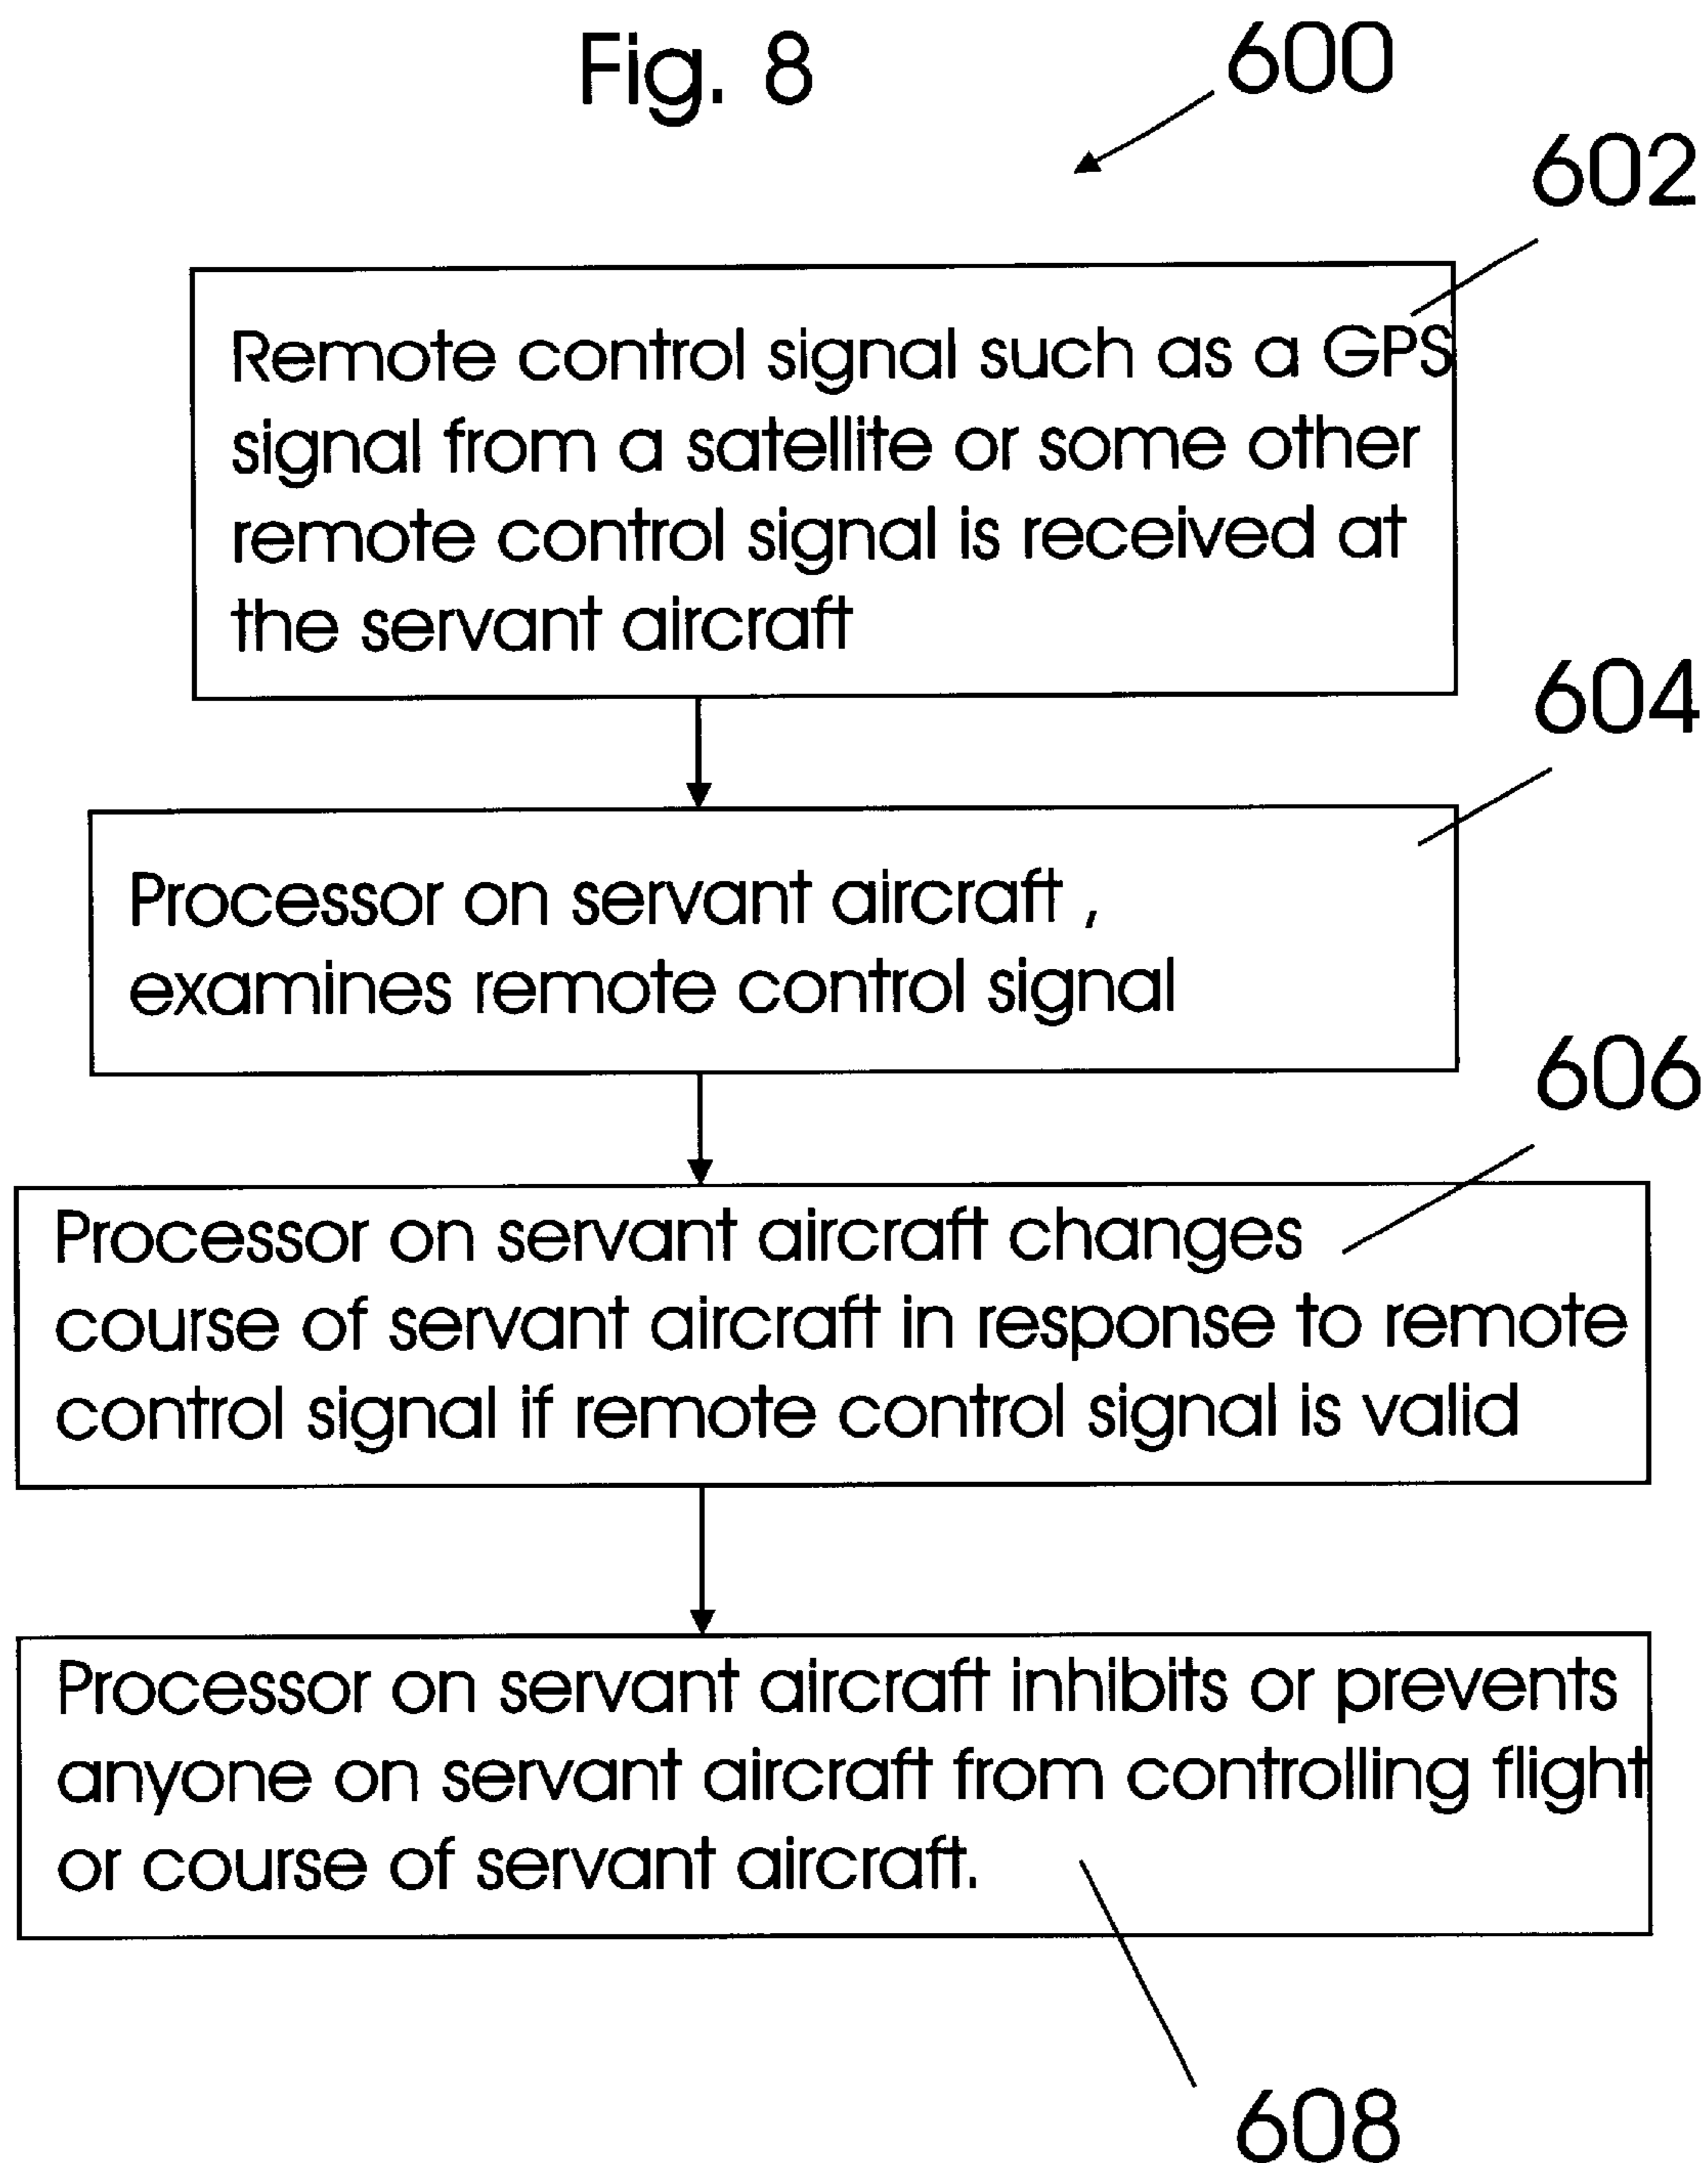 Fig. 8
600
602
Remote control signal such as a GPS
signal from a satellite or some other
remote control signal is received at
the servant aircraft
604
Processor on servant aircraft ,
examines remote control signal
606
Processor on servant aircraft changes
course of servant aircraft in response to remote
control signal if remote control signal is valid
Processor on servant aircraft inhibits or prevents
anyone on servant aircraft from controlling flight
or course of servant aircraft.
608